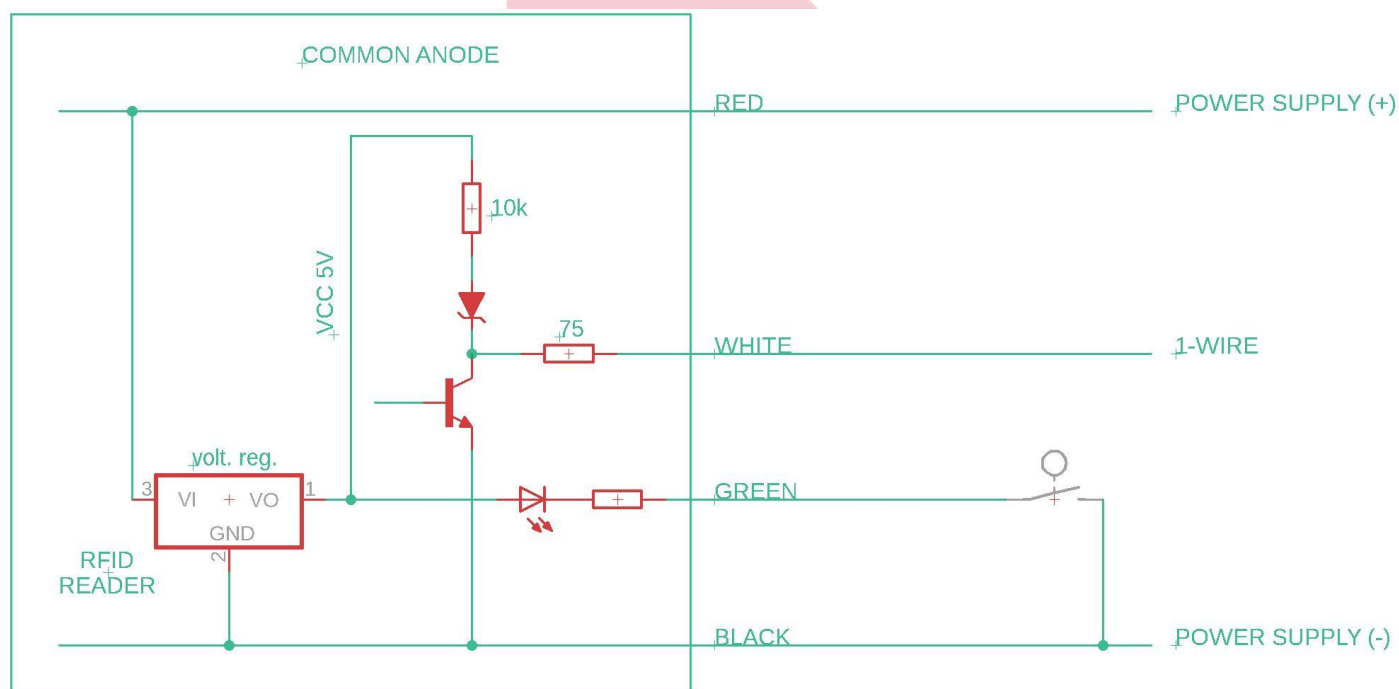 COMMON ANODE
RED
POWER SUPPLY (+)
10k
VCC 5V
75
WHITE
1-WIRE
volt. reg.
3
VI
VO
1
GND
2
GREEN
RFID
READER
BLACK
POWER SUPPLY (-)